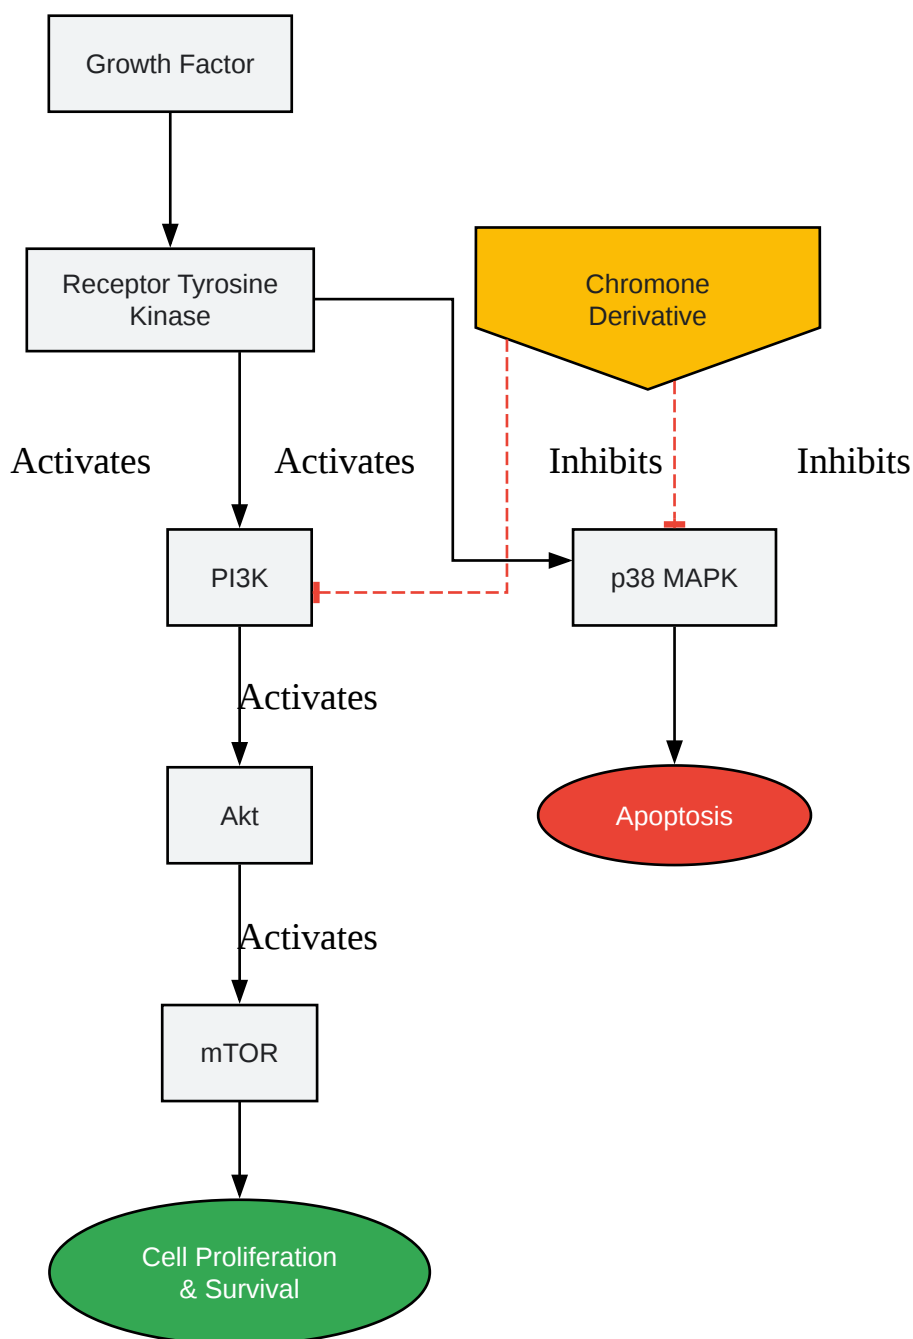 Growth Factor
Receptor Tyrosine
Kinase
Chromone
Derivative
Activates
Activates
Inhibits
Inhibits
PI3K
p38 MAPK
Activates
Akt
Apoptosis
Activates
mTOR
Cell Proliferation
& Survival